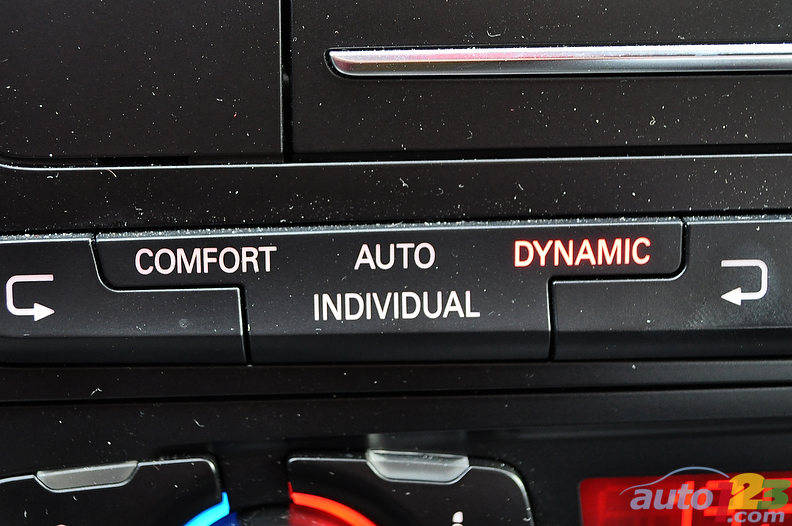 COMFORT AUTO DYNAMIC
INDIVIDUAL
auto123
.com